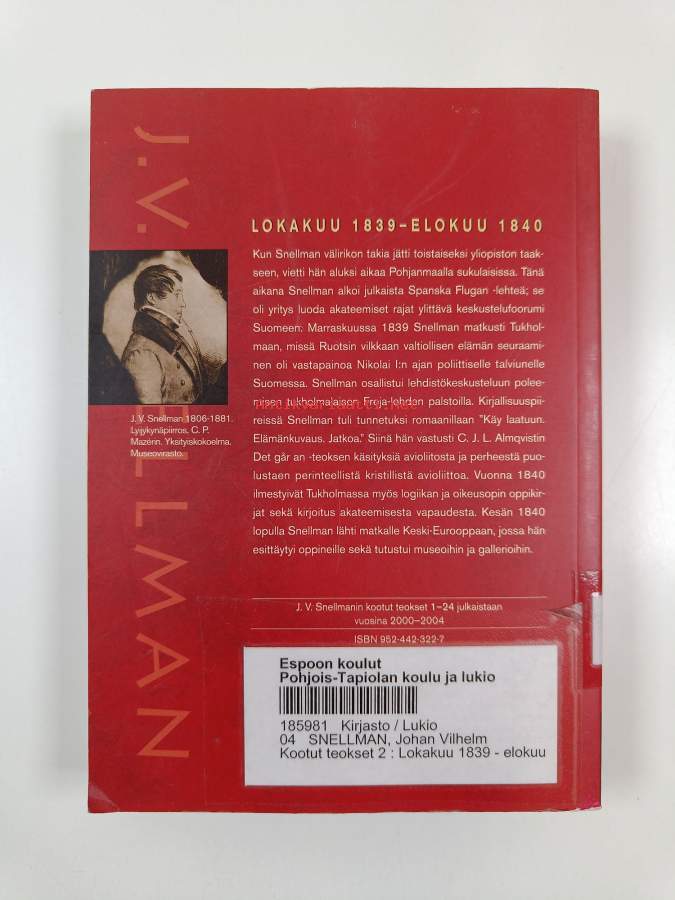 J.V. SNELLMAN
LOKAKUU 1839–ELOKUU 1840
Kun Snellman välirikon takia jätti toistaiseksi yliopiston taak-
seen, vietti hän aluksi aikaa Pohjanmaalla sukulaisissa. Tänä
aikana Snellman alkoi julkaista Spanska Flugan -lehteä; se
oli yritys luoda akateemiset rajat ylittävä keskustelufoorumi
Suomeen. Marraskuussa 1839 Snellman matkusti Tukhol-
maan, missä Ruotsin vilkkaan valtiollisen elämän seuraami-
nen oli vastapainoa Nikolai I:n ajan poliittiselle talviunelle
Suomessa. Snellman osallistui lehdistökeskusteluun polee-
misen tukholmalaisen Freja-lehden palstoilla. Kirjallisuuspii-
reissä Snellman tuli tunnetuksi romaanillaan "Käy laatuun.
Elämänkuvaus. Jatkoa." Siinä hän vastusti C. J. L. Almqvistin
Det går an -teoksen käsityksiä avioliitosta ja perheestä puo-
lustaen perinteellistä kristillistä avioliittoa. Vuonna 1840
ilmestyivät Tukholmassa myös logiikan ja oikeusopin oppikir-
jat sekä kirjoitus akateemisesta vapaudesta. Kesän 1840
lopulla Snellman lähti matkalle Keski-Eurooppaan, jossa hän
esittäytyi oppineille sekä tutustui museoihin ja gallerioihin.
J. V. Snellman 1806-1881.
Lyijykynäpiirros. C. P.
Mazérin. Yksityiskokoelma.
Museovirasto.
J. V. Snellmanin kootut teokset 1–24 julkaistaan
vuosina 2000–2004
ISBN 952-442-322-7
Espoon koulut
Pohjois-Tapiolan koulu ja lukio
185981 Kirjasto / Lukio
04 SNELLMAN, Johan Vilhelm
Kootut teokset 2 : Lokakuu 1839 - elokuu